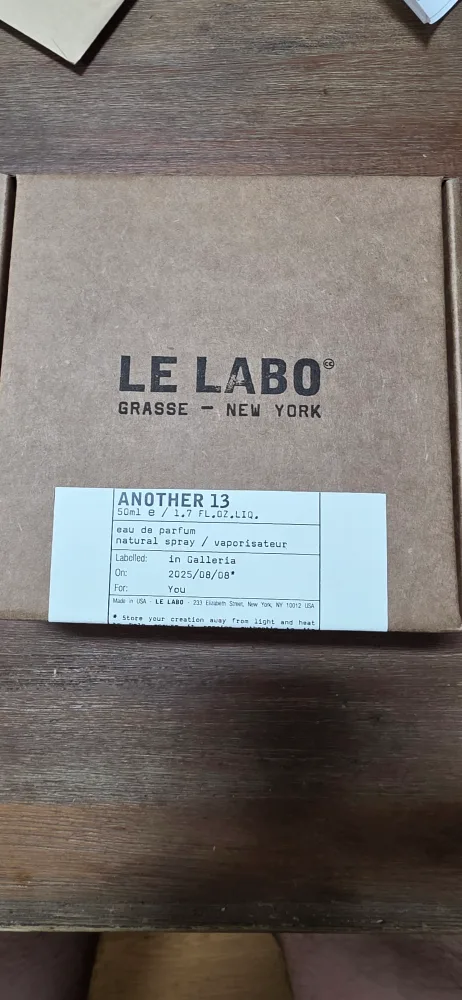 LE LABO
GRASSE — NEW YORK
ANOTHER 13
50ml e / 1.7 FL.OZ.LIQ.
eau de parfum
natural spray / vaporisateur
Labelled: in Galleria
On: 2025/08/08*
For: You
Made in USA - LE LABO - 233 Elizabeth Street, New York, NY 10012 USA
* Store your creation away from light and heat